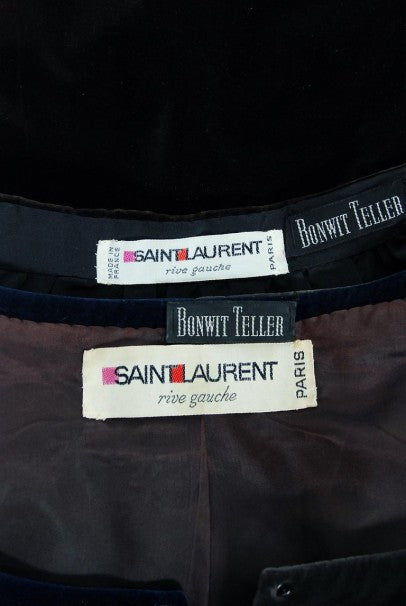 BONWIT TELLER
MADE IN
FRANCE
SAINT LAURENT
rive gauche
PARIS
BONWIT TELLER
SAINT LAURENT
rive gauche
PARIS